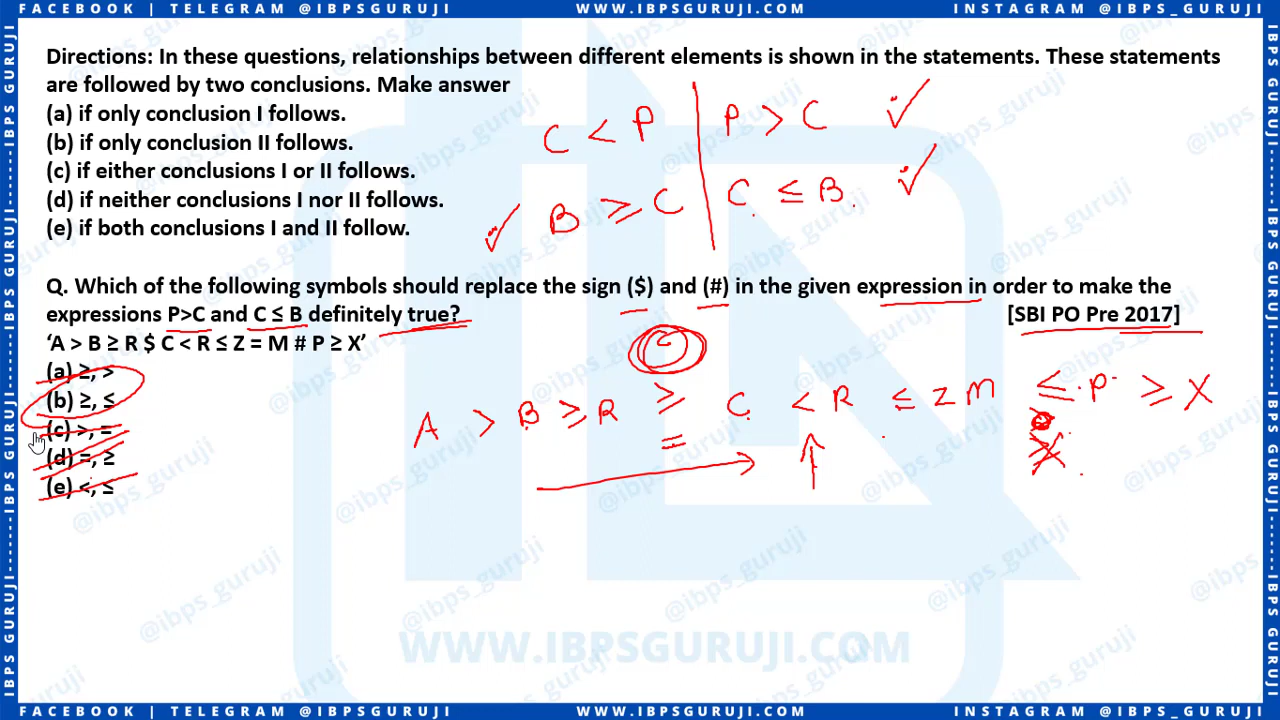 FACEBOOK | TELEGRAM @IBPSGURUJI WWW.IBPSGURUJI.COM INSTAGRAM @IBPS_GURUJI
Directions: In these questions, relationships between different elements is shown in the statements. These statements
are followed by two conclusions. Make answer
(a) if only conclusion I follows.
(b) if only conclusion II follows.
(c) if either conclusions I or II follows.
(d) if neither conclusions I nor II follows.
(e) if both conclusions I and II follow.
C < P | P > C ✓
✓ B ≥ C | C ≤ B ✓
Q. Which of the following symbols should replace the sign ($) and (#) in the given expression in order to make the
expressions P>C and C ≤ B definitely true? [SBI PO Pre 2017]
‘A > B ≥ R $ C < R ≤ Z = M # P ≥ X’
(a) ≥, >
(b) ≥, ≤
(c) >, =
(d) =, ≥
(e) <, ≤
A > B ≥ R ≥ C < R ≤ Z M ≤ P ≥ X
=
WWW.IBPSGURUJI.COM
@ibps_guruji
IBPS GURUJI
FACEBOOK | TELEGRAM @IBPSGURUJI WWW.IBPSGURUJI.COM INSTAGRAM @IBPS_GURUJI